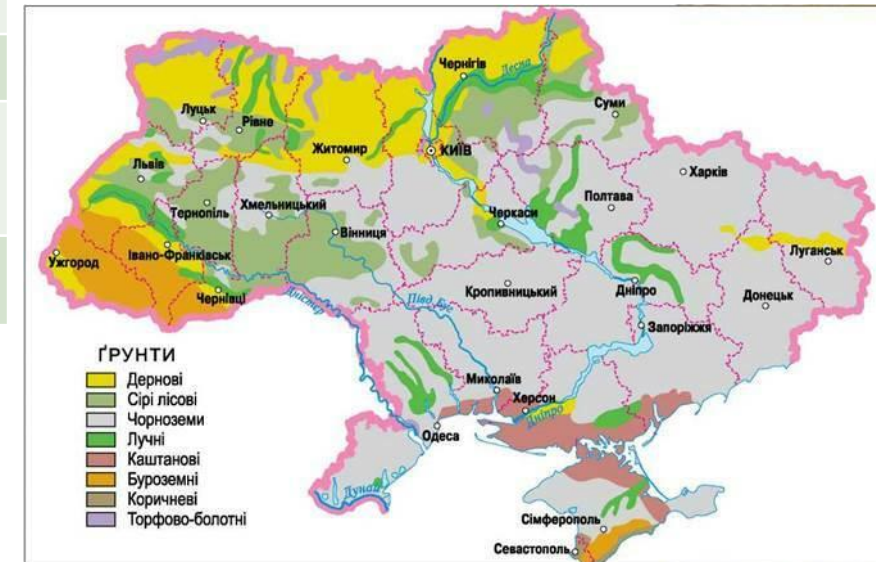 Чернігів
Десна
Суми
Луцьк
Рівне
Житомир
КИЇВ
Львів
Харків
Тернопіль
Хмельницький
Вінниця
Черкаси
Полтава
Ужгород
Івано-Франківськ
Чернівці
Дністер
Півд. Буг
Кропивницький
Дніпро
Луганськ
Донецьк
Запоріжжя
ҐРУНТИ
Дернові
Сірі лісові
Чорноземи
Лучні
Каштанові
Буроземні
Коричневі
Торфово-болотні
Миколаїв
Херсон
Дніпро
Одеса
Дунай
Сімферополь
Севастополь